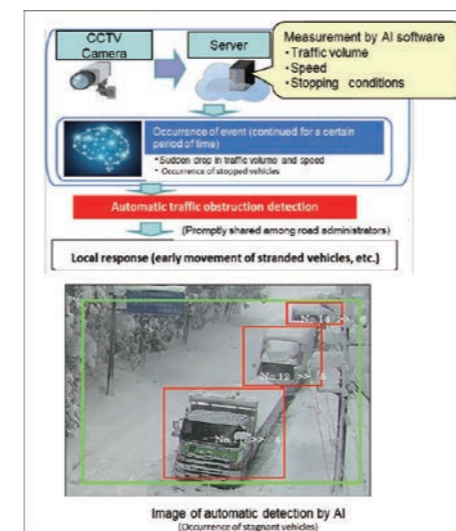 CCTV
Camera
Server
Measurement by AI software
・Traffic volume
・Speed
・Stopping conditions
Occurrence of event (continued for a certain
period of time)
・Sudden drop in traffic volume and speed
・Occurrence of stopped vehicles
Automatic traffic obstruction detection
(Promptly shared among road administrators)
Local response (early movement of stranded vehicles, etc.)
No.14 >>
No.12 >>
Image of automatic detection by AI
(Occurrence of stagnant vehicles)